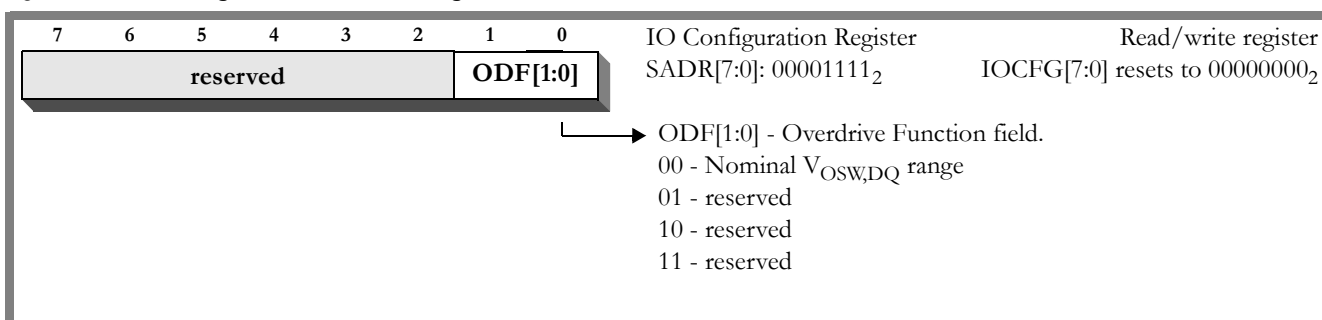 7 6 5 4 3 2 1 0
reserved ODF[1:0]
IO Configuration Register Read/write register
SADR[7:0]: 00001111₂ IOCFG[7:0] resets to 00000000₂
ODF[1:0] - Overdrive Function field.
00 - Nominal V_OSW,DQ range
01 - reserved
10 - reserved
11 - reserved